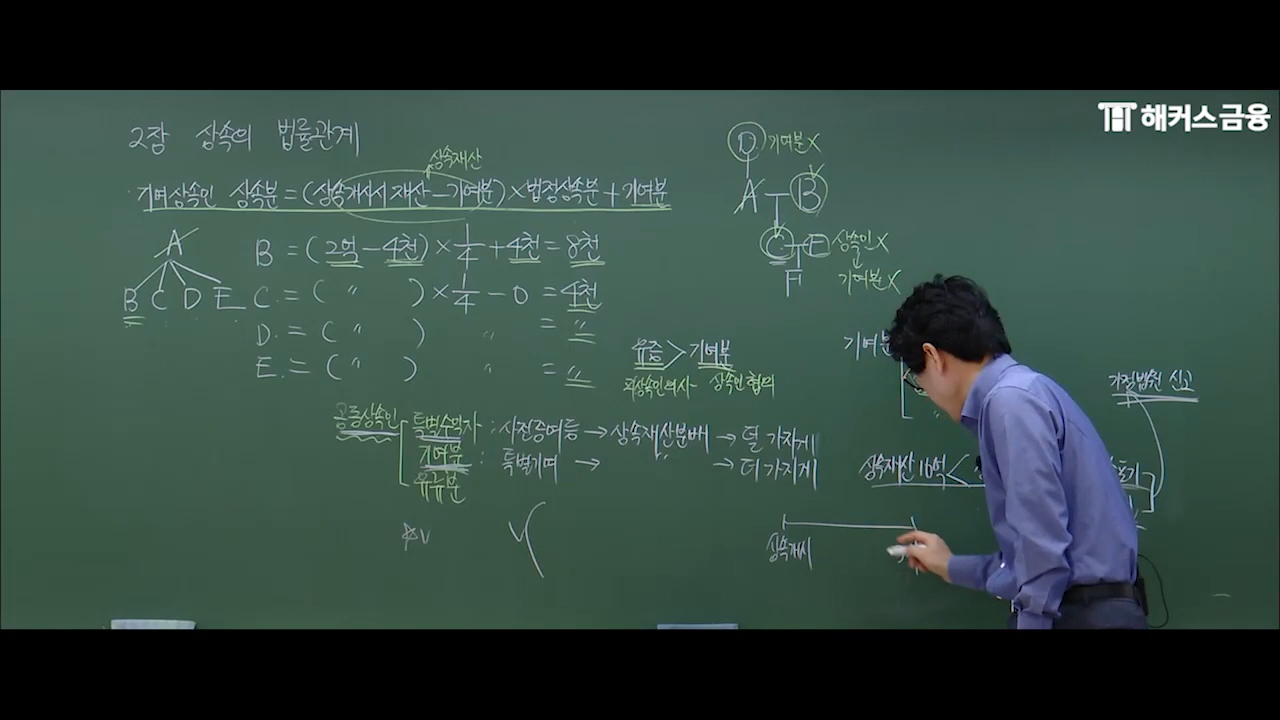 해커스금융
2장 상속의 법률관계
상속재산
기여상속인 상속분=(상속개시시 재산-기여분)×법정상속분+기여분
A
B C D E
B=(2억-4천)×1/4+4천=8천
C.=( 〃 )×1/4-0=4천
D.=( 〃 ) 〃 =〃
E.=( 〃 ) 〃 =〃
유증>기여분
피상속인의사- 상속인협의
공동상속인
특별수익자:사전증여등→상속재산분배→덜 가지게
기여분:특별기여→ 〃 →더 가지게
유류분
D. 기여분X
A B
C E 상속인X
F 기여분X
기여분
가정법원 신고
상속재산 16억<
상속개시